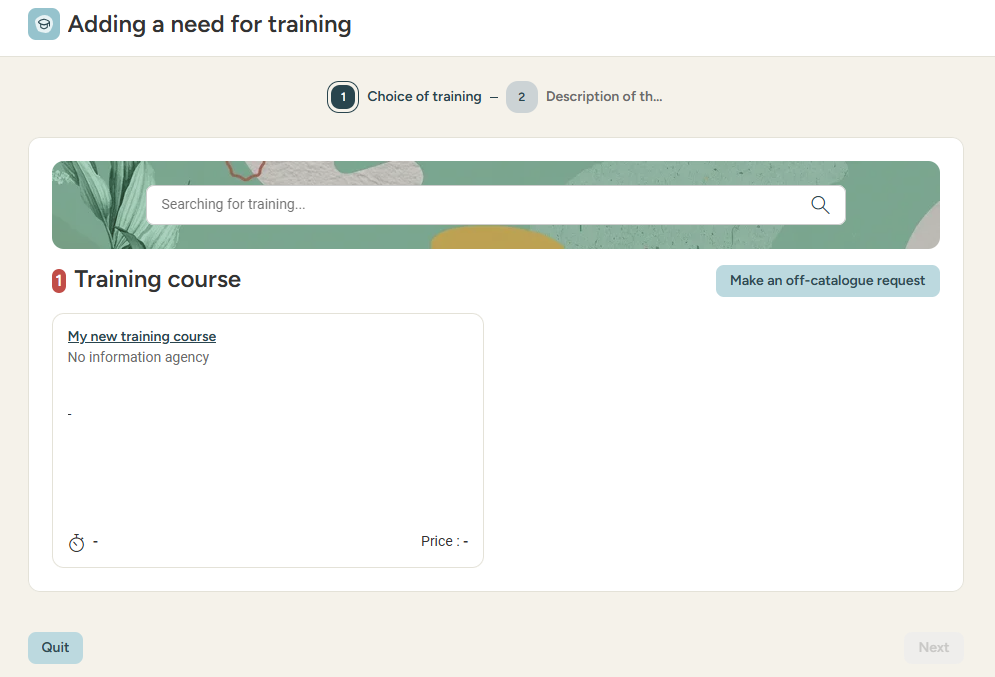 Adding a need for training
1 Choice of training – 2 Description of th...
Searching for training...
1 Training course
Make an off-catalogue request
My new training course
No information agency
-
-
Price : -
Quit
Next